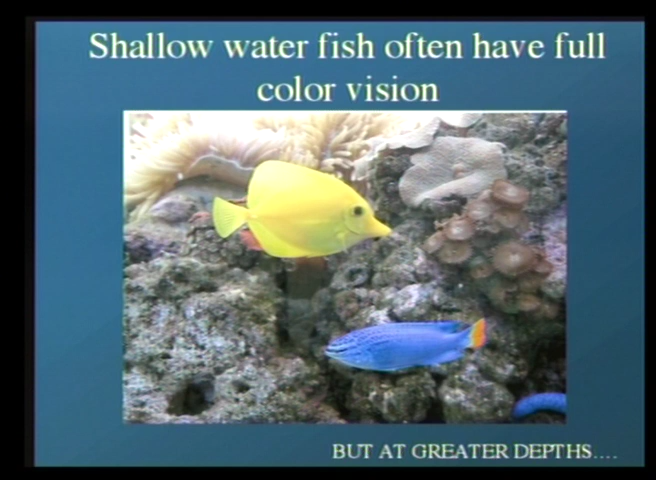 Shallow water fish often have full
color vision
BUT AT GREATER DEPTHS....